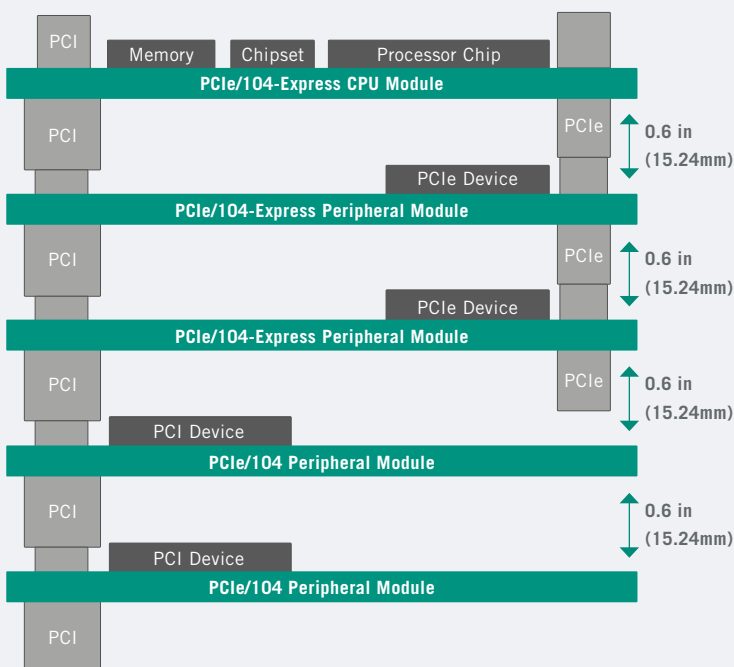 PCI
Memory
Chipset
Processor Chip
PCIe/104-Express CPU Module
PCI
PCIe
0.6 in
(15.24mm)
PCIe Device
PCIe/104-Express Peripheral Module
PCI
PCIe
0.6 in
(15.24mm)
PCIe Device
PCIe/104-Express Peripheral Module
PCI
PCIe
0.6 in
(15.24mm)
PCI Device
PCIe/104 Peripheral Module
PCI
0.6 in
(15.24mm)
PCI Device
PCIe/104 Peripheral Module
PCI